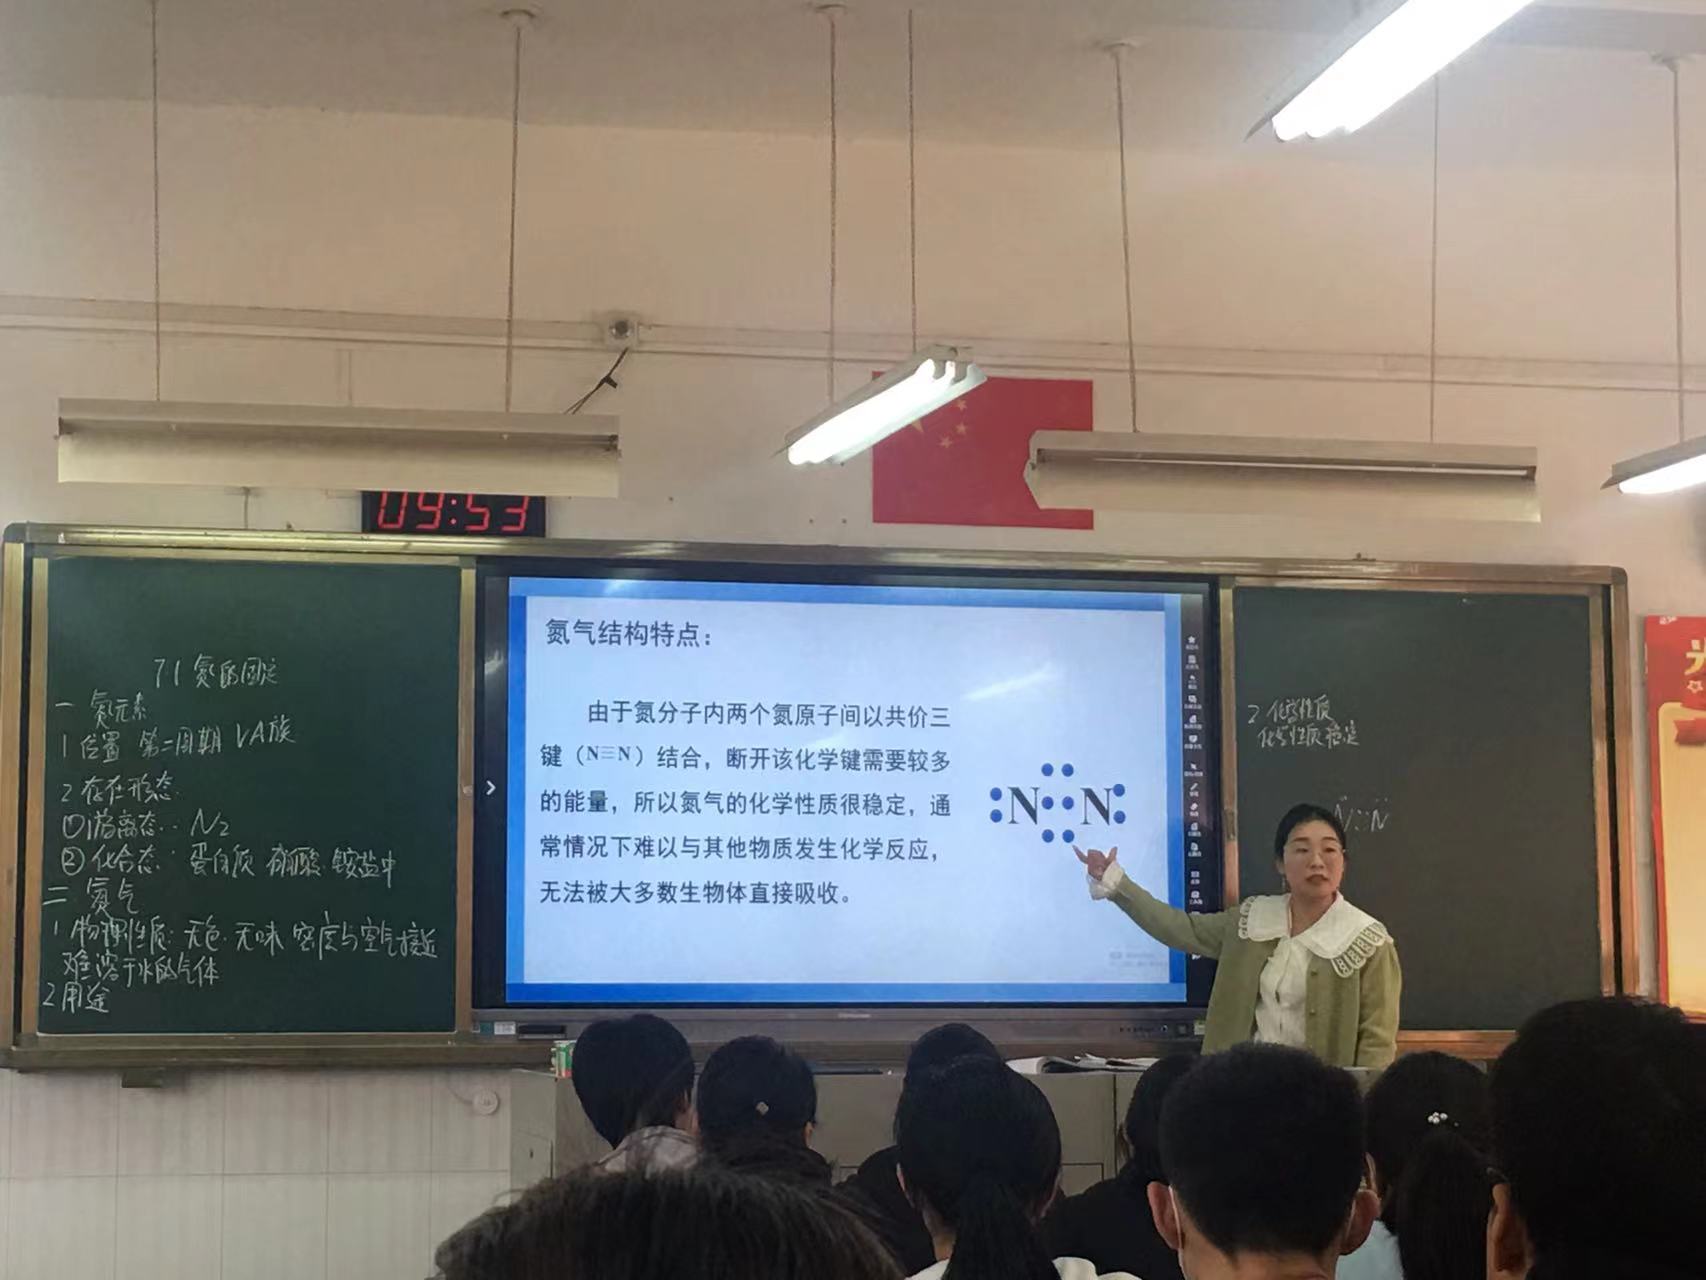 09:53
7.1 氮的固定
一 氮元素
1 位置 第二周期 VA族
2 存在形态
①游离态: N₂
②化合态: 蛋白质 硝酸 铵盐中
二 氮气
1 物理性质: 无色 无味 密度与空气接近
难溶于水的气体
2 用途
氮气结构特点:
由于氮分子内两个氮原子间以共价三
键（N≡N）结合，断开该化学键需要较多
的能量，所以氮气的化学性质很稳定，通
常情况下难以与其他物质发生化学反应，
无法被大多数生物体直接吸收。
N N
2 化学性质
化学性质稳定
N N